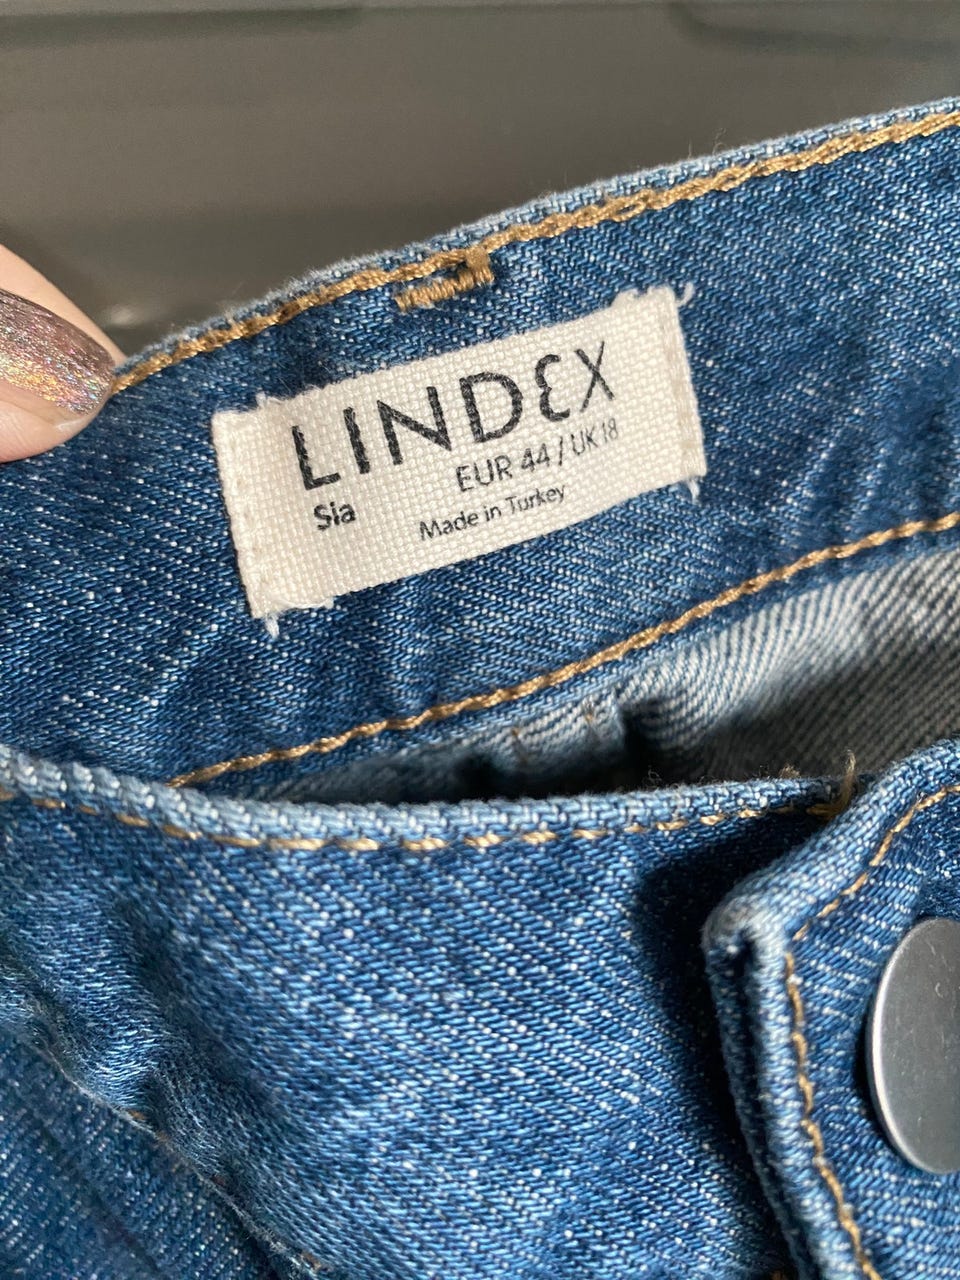 LINDEX
EUR 44 / UK 18
Sia
Made in Turkey